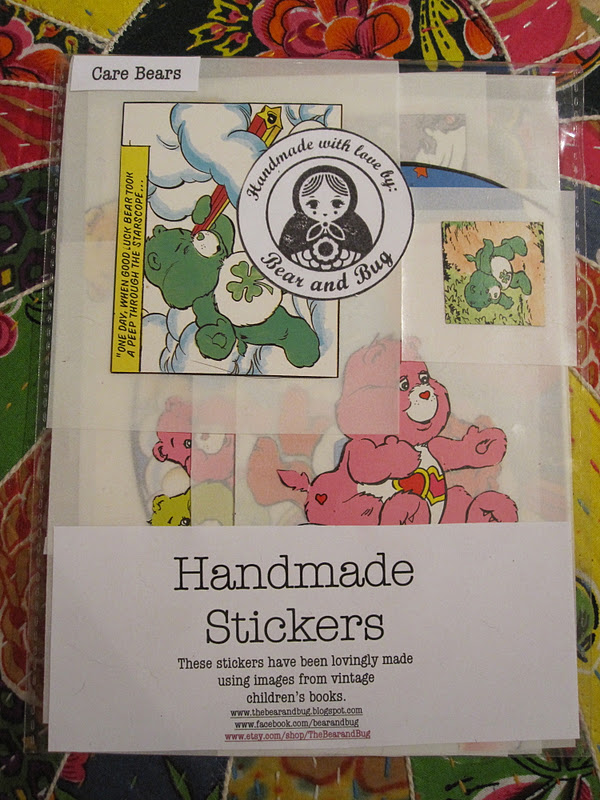 Care Bears
"ONE DAY, WHEN GOOD LUCK BEAR TOOK
A PEEP THROUGH THE STARSCOPE...
Handmade with love by:
Bear and Bug
Handmade
Stickers
These stickers have been lovingly made
using images from vintage
children's books.
www.thebearandbug.blogspot.com
www.facebook.com/bearandbug
www.etsy.com/shop/TheBearandBug